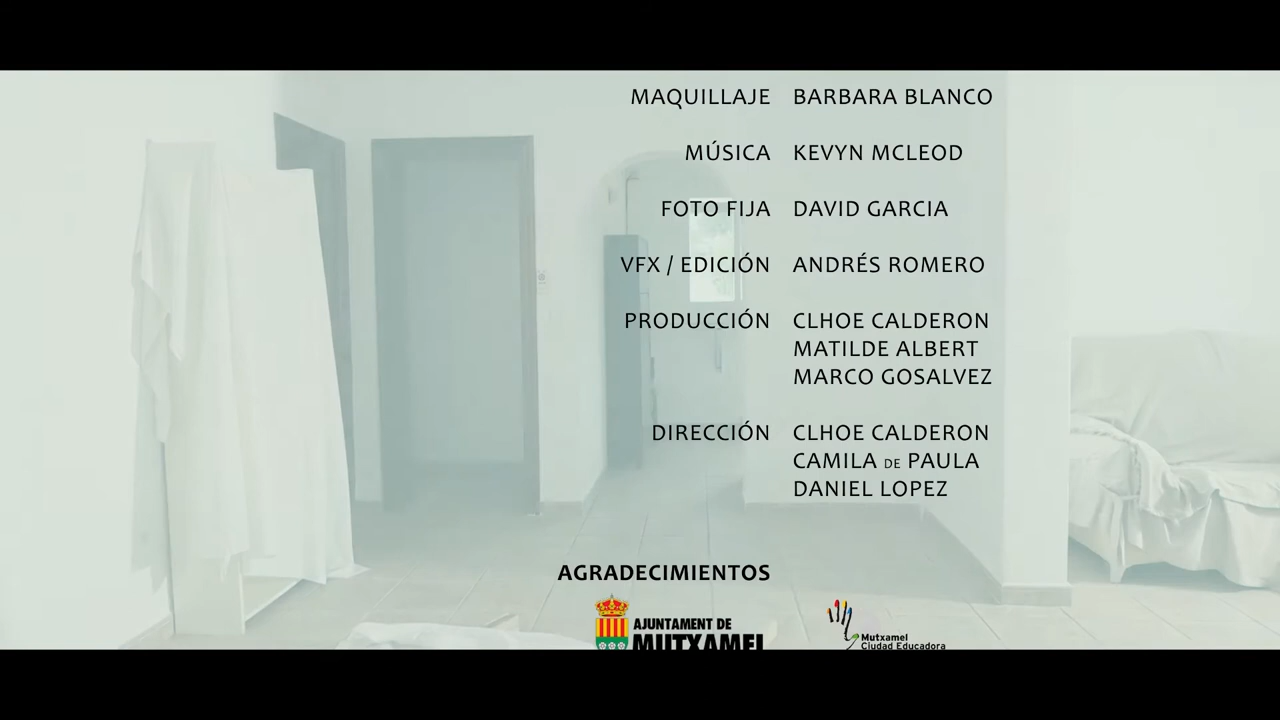 MAQUILLAJE BARBARA BLANCO
MÚSICA KEVYN MCLEOD
FOTO FIJA DAVID GARCIA
VFX / EDICIÓN ANDRÉS ROMERO
PRODUCCIÓN CLHOE CALDERON
MATILDE ALBERT
MARCO GOSALVEZ
DIRECCIÓN CLHOE CALDERON
CAMILA DE PAULA
DANIEL LOPEZ
AGRADECIMIENTOS
AJUNTAMENT DE
MUTXAMEL
Mutxamel
Ciudad Educadora